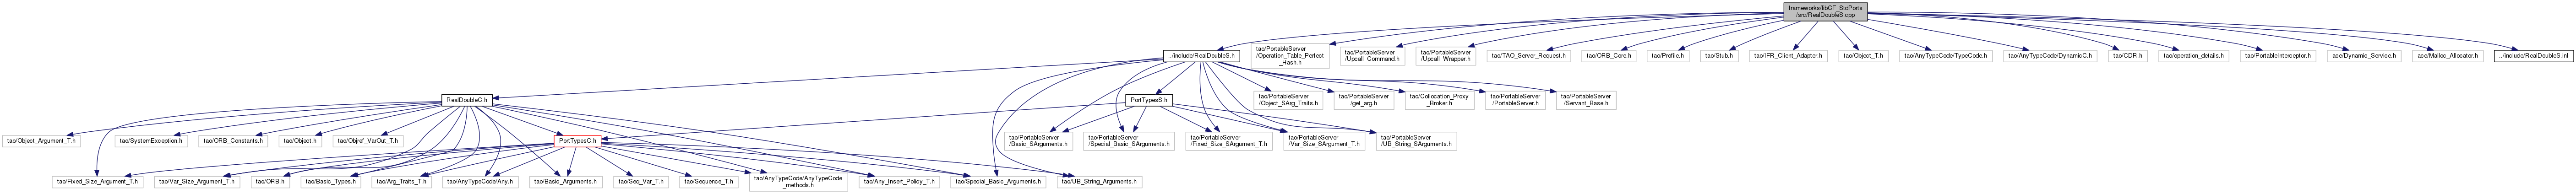 frameworks/libCF_StdPorts
/src/RealDoubleS.cpp
.../include/RealDoubleS.h
tao/PortableServer
/Operation_Table_Perfect
_Hash.h
tao/PortableServer
/Upcall_Command.h
tao/PortableServer
/Upcall_Wrapper.h
tao/TAO_Server_Request.h
tao/ORB_Core.h
tao/Profile.h
tao/Stub.h
tao/IFR_Client_Adapter.h
tao/Object_T.h
tao/AnyTypeCode/TypeCode.h
tao/AnyTypeCode/DynamicC.h
tao/CDR.h
tao/operation_details.h
tao/PortableInterceptor.h
ace/Dynamic_Service.h
ace/Malloc_Allocator.h
.../include/RealDoubleS.inl
RealDoubleC.h
PortTypesS.h
tao/PortableServer
/Object_SArg_Traits.h
tao/PortableServer
/get_arg.h
tao/Collocation_Proxy
_Broker.h
tao/PortableServer
/PortableServer.h
tao/PortableServer
/Servant_Base.h
tao/Object_Argument_T.h
tao/SystemException.h
tao/ORB_Constants.h
tao/Object.h
tao/Objref_VarOut_T.h
PortTypesC.h
tao/PortableServer
/Basic_SArguments.h
tao/PortableServer
/Special_Basic_SArguments.h
tao/PortableServer
/Fixed_Size_SArgument_T.h
tao/PortableServer
/Var_Size_SArgument_T.h
tao/PortableServer
/UB_String_SArguments.h
tao/Fixed_Size_Argument_T.h
tao/Var_Size_Argument_T.h
tao/ORB.h
tao/Basic_Types.h
tao/Arg_Traits_T.h
tao/AnyTypeCode/Any.h
tao/Basic_Arguments.h
tao/Seq_Var_T.h
tao/Sequence_T.h
tao/AnyTypeCode/AnyTypeCode
_methods.h
tao/Any_Insert_Policy_T.h
tao/Special_Basic_Arguments.h
tao/UB_String_Arguments.h